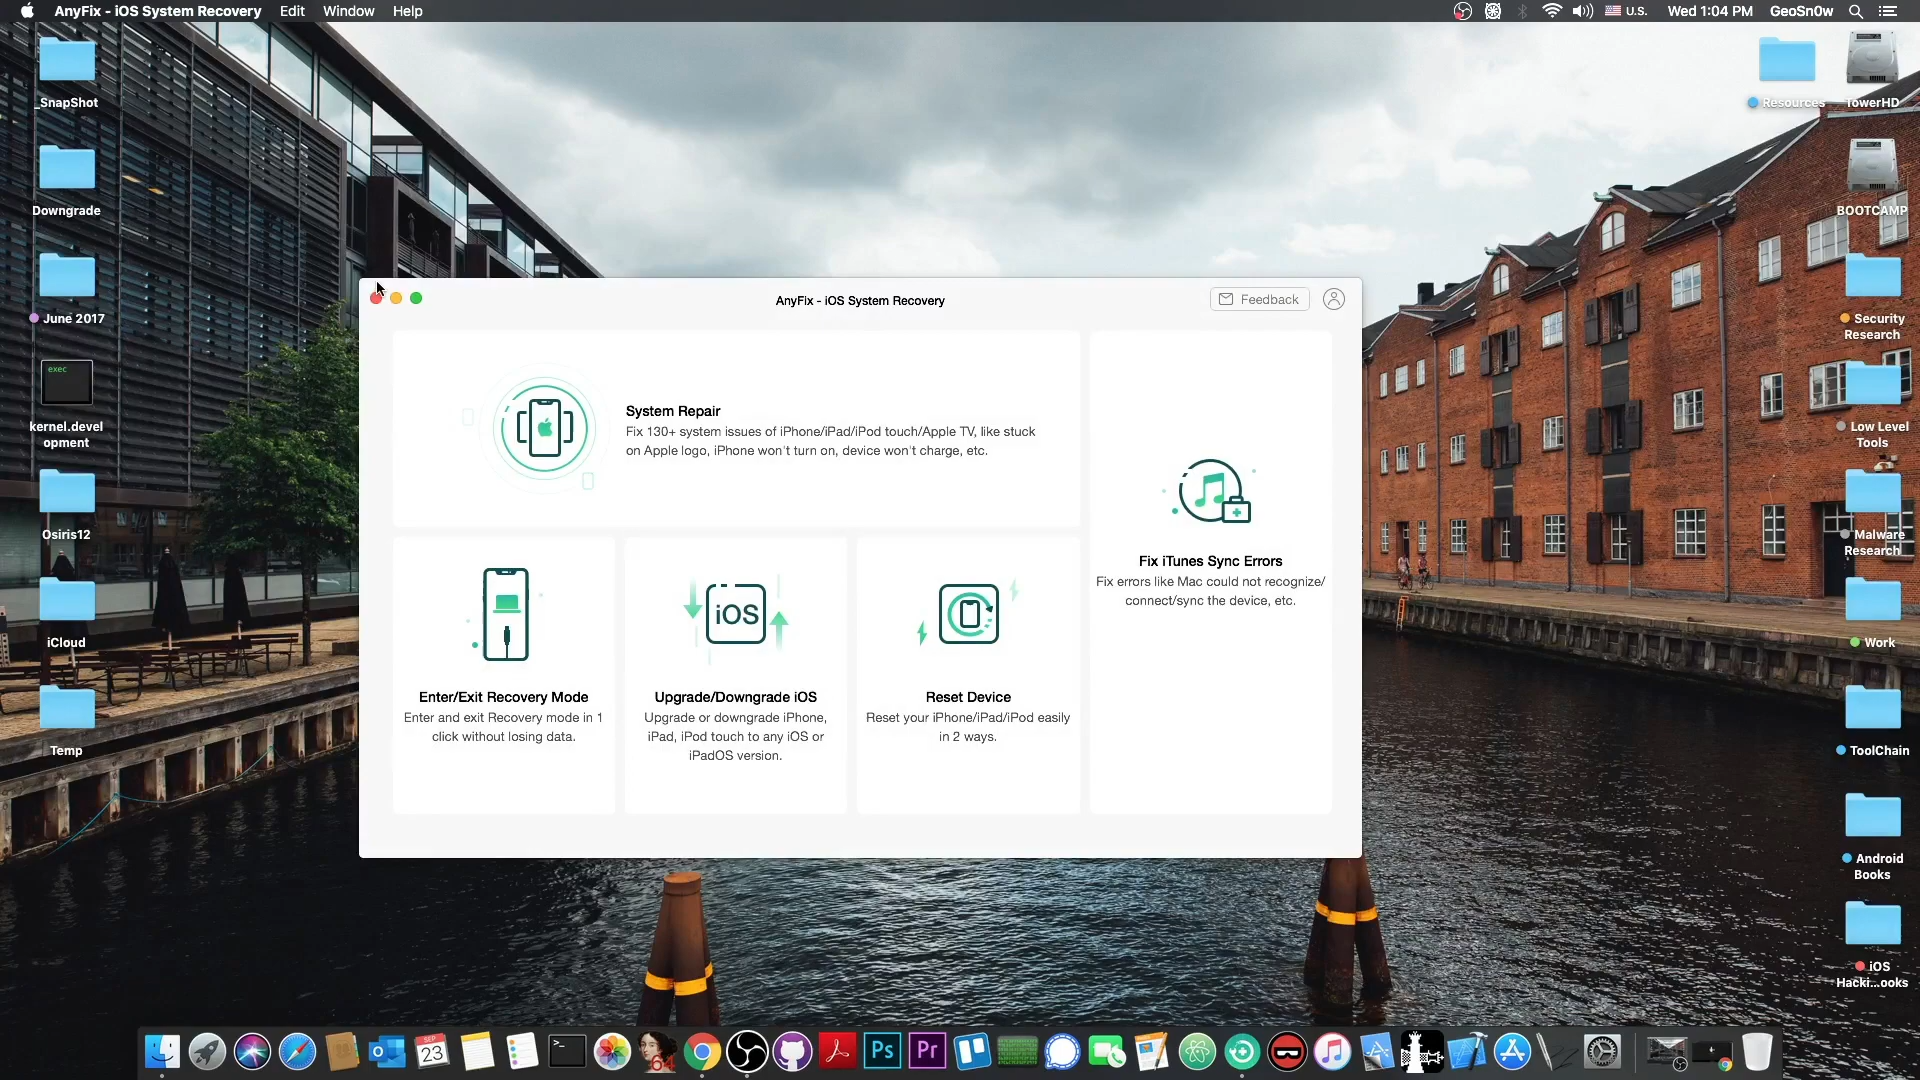 AnyFix - iOS System Recovery Edit Window Help
U.S. Wed 1:04 PM GeoSn0w
_SnapShot
Downgrade
June 2017
exec
kernel.devel
opment
Osiris12
iCloud
Temp
Resources
TowerHD
BOOTCAMP
Security
Research
Low Level
Tools
Malware
Research
Work
ToolChain
Android
Books
iOS
Hacki...ooks
AnyFix - iOS System Recovery
Feedback
System Repair
Fix 130+ system issues of iPhone/iPad/iPod touch/Apple TV, like stuck
on Apple logo, iPhone won't turn on, device won't charge, etc.
Fix iTunes Sync Errors
Fix errors like Mac could not recognize/
connect/sync the device, etc.
Enter/Exit Recovery Mode
Enter and exit Recovery mode in 1
click without losing data.
iOS
Upgrade/Downgrade iOS
Upgrade or downgrade iPhone,
iPad, iPod touch to any iOS or
iPadOS version.
Reset Device
Reset your iPhone/iPad/iPod easily
in 2 ways.
SEP
23
>_
64
Ps
Pr